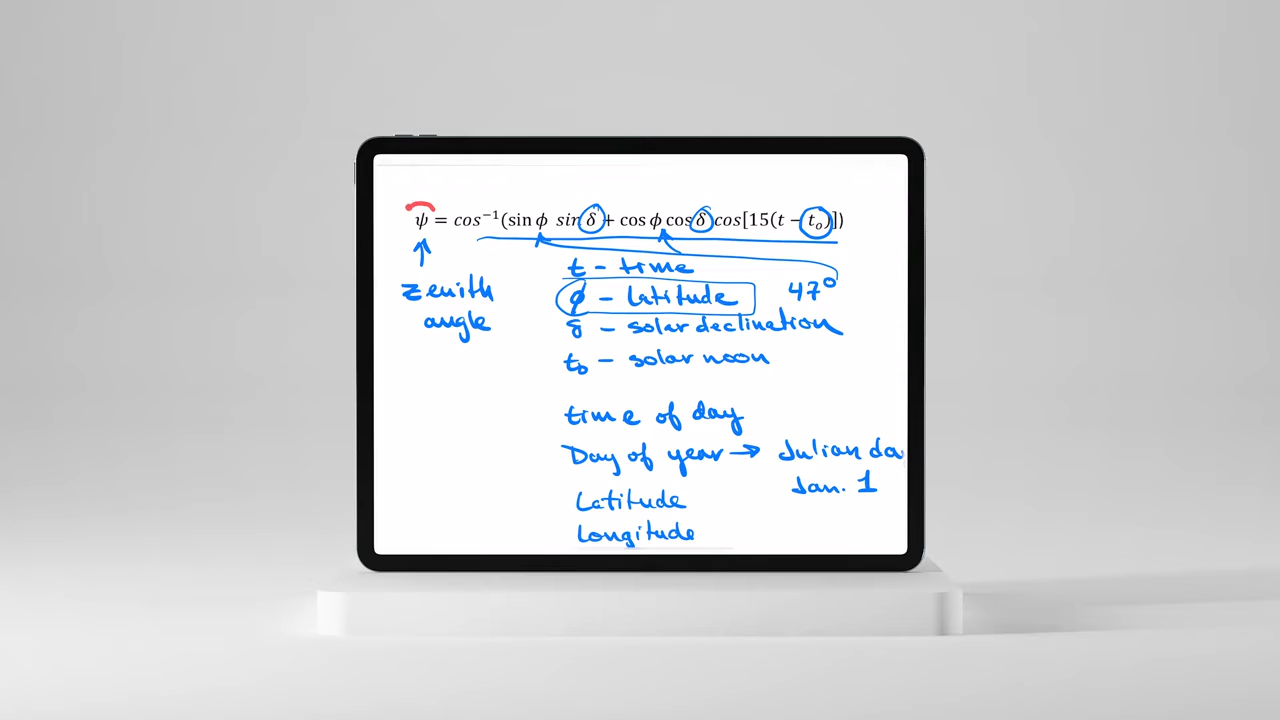 ψ = cos⁻¹(sin ϕ sin δ + cos ϕ cos δ cos[15(t − tₒ)])
zenith
angle
t - time
ϕ - latitude 47°
δ - solar declination
tₒ - solar noon
time of day
Day of year → Julian da
Jan. 1
Latitude
Longitude